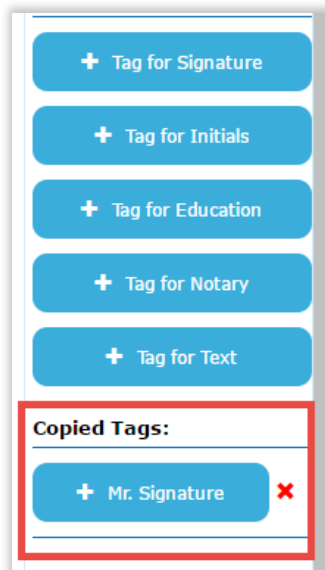 Tag for Signature
Tag for Initials
Tag for Education
Tag for Notary
Tag for Text
Copied Tags:
Mr. Signature